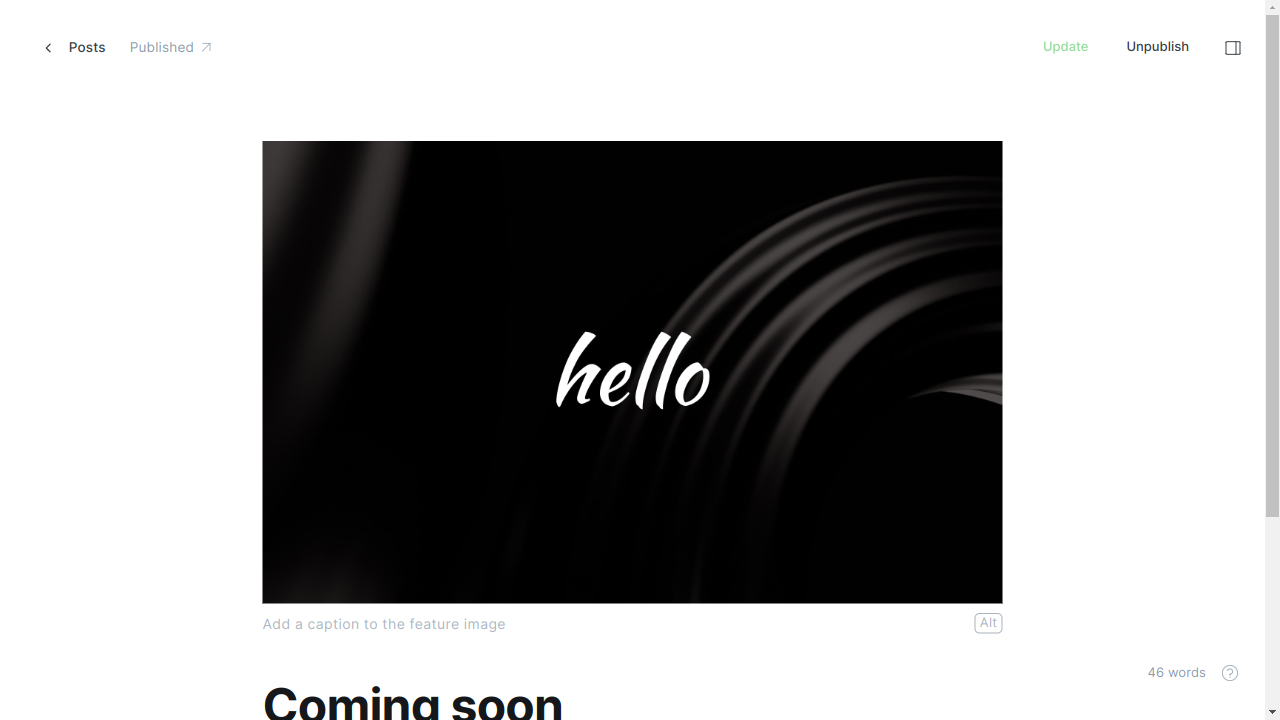 Posts Published Update Unpublish
hello
Add a caption to the feature image Alt
46 words
Coming soon